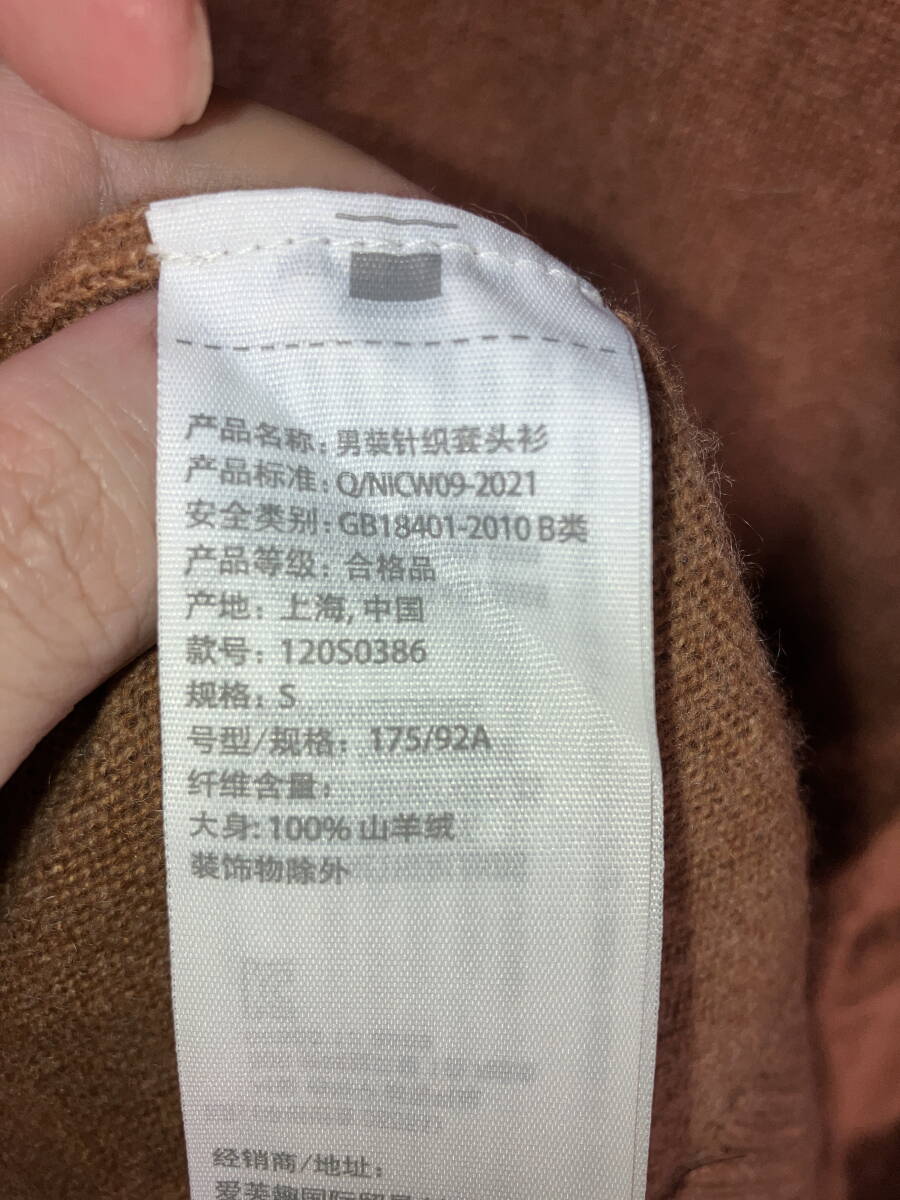 产品名称: 男装针织套头衫
产品标准: Q/NICW09-2021
安全类别: GB18401-2010 B类
产品等级: 合格品
产地: 上海, 中国
款号: 120S0386
规格: S
号型/规格: 175/92A
纤维含量:
大身: 100% 山羊绒
装饰物除外
经销商/地址: